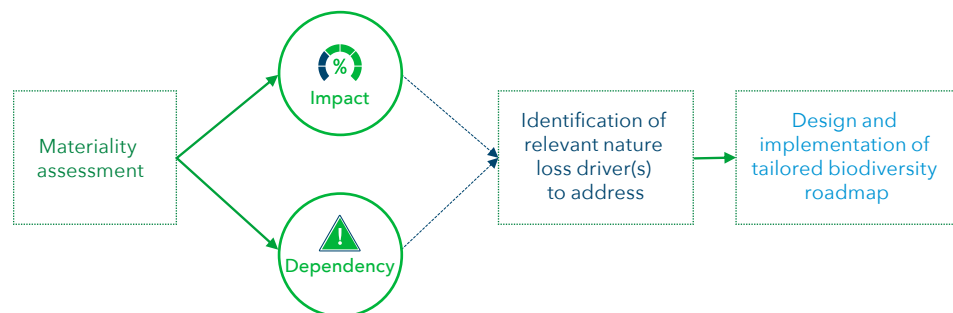 Materiality
assessment
%
Impact
!
Dependency
Identification of
relevant nature
loss driver(s)
to address
Design and
implementation of
tailored biodiversity
roadmap